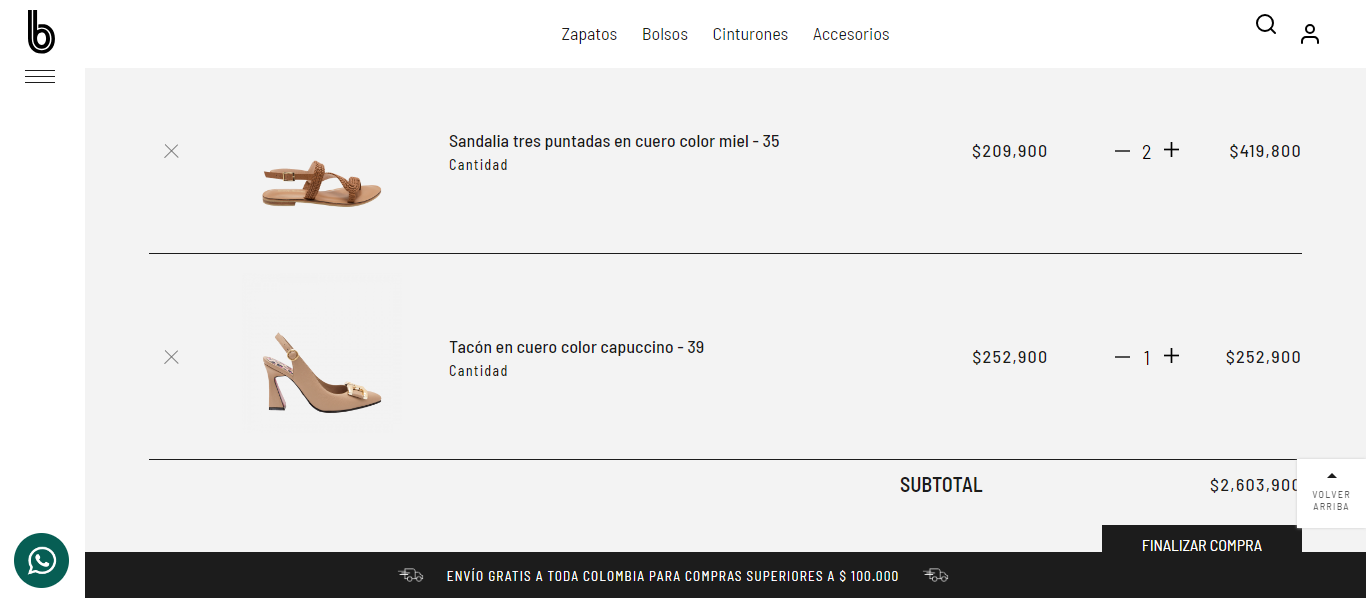 b
Zapatos Bolsos Cinturones Accesorios
Sandalia tres puntadas en cuero color miel - 35
Cantidad
$209,900 2 $419,800
Tacón en cuero color capuccino - 39
Cantidad
$252,900 1 $252,900
SUBTOTAL $2,603,900
VOLVER
ARRIBA
FINALIZAR COMPRA
ENVÍO GRATIS A TODA COLOMBIA PARA COMPRAS SUPERIORES A $ 100.000